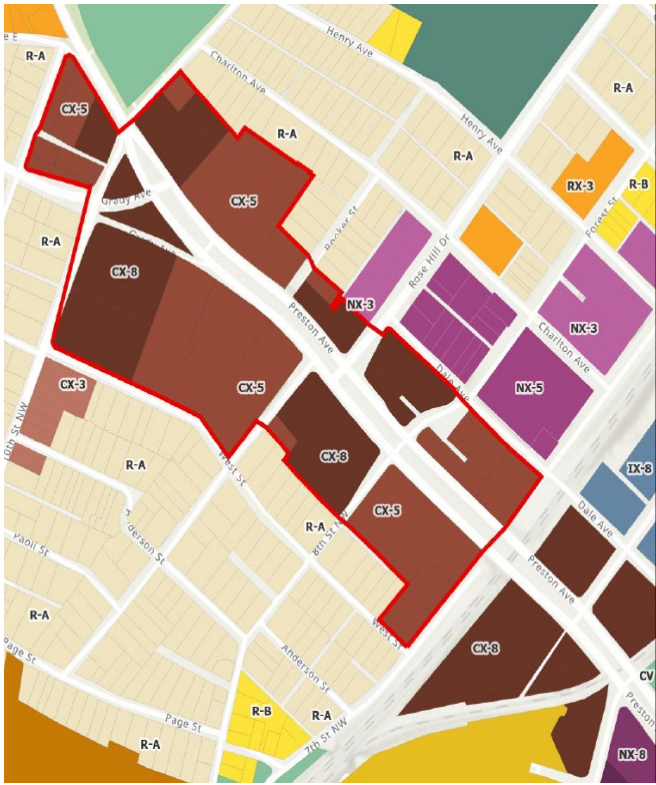 Henry Ave
e E
R-A
Charlton Ave
R-A
CX-5
Henry Ave
R-A
R-A
RX-3
R-B
Grady Ave
CX-5
Booker St
Forest St
R-A
Grady Ave
Rose Hill Dr
CX-8
Preston Ave
NX-3
NX-3
Charlton Ave
CX-3
CX-5
Dale Ave
NX-5
10th St NW
R-A
West St
CX-8
IX-8
CX-5
Dale Ave
Paoli St
Anderson St
R-A
8th St NW
Preston Ave
R-A
West St
Page St
CX-8
Anderson St
CV
R-B
R-A
Page St
R-A
7th St NW
Preston
NX-8